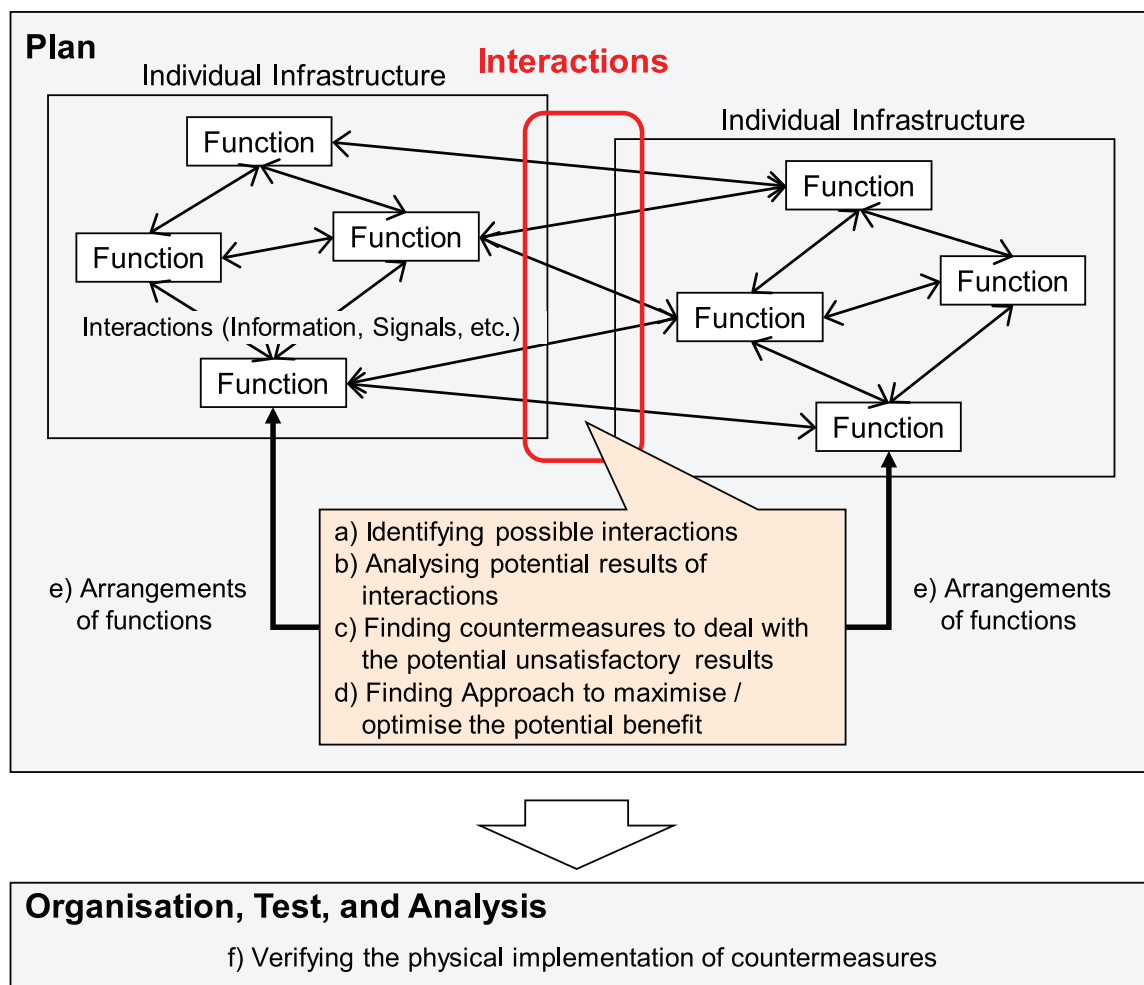 Plan
Interactions
Individual Infrastructure
Individual Infrastructure
Function
Function
Function
Function
Function
Function
Function
Interactions (Information, Signals, etc.)
Function
Function
a) Identifying possible interactions
b) Analysing potential results of
interactions
c) Finding countermeasures to deal with
the potential unsatisfactory results
d) Finding Approach to maximise /
optimise the potential benefit
e) Arrangements
of functions
e) Arrangements
of functions
Organisation, Test, and Analysis
f) Verifying the physical implementation of countermeasures